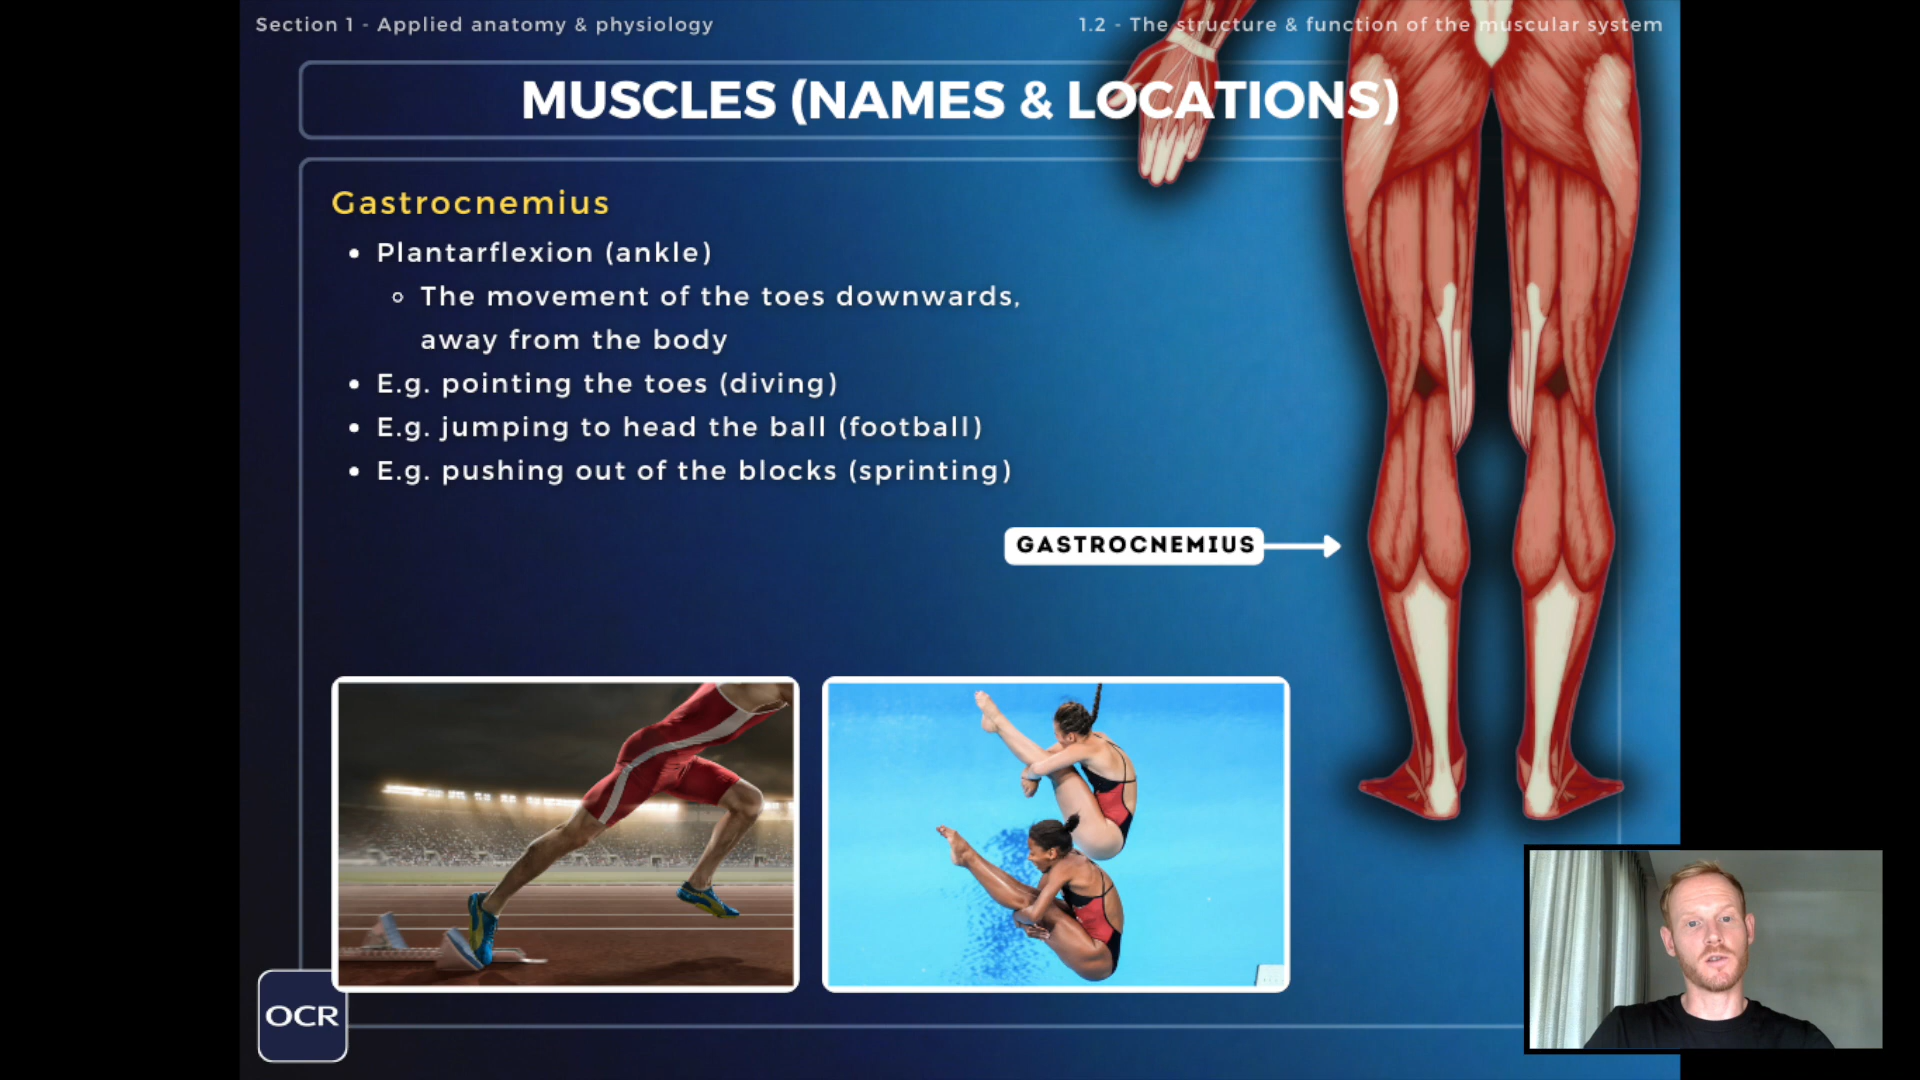 Section 1 - Applied anatomy & physiology
1.2 - The structure & function of the muscular system
MUSCLES (NAMES & LOCATIONS)
Gastrocnemius
• Plantarflexion (ankle)
○ The movement of the toes downwards,
away from the body
• E.g. pointing the toes (diving)
• E.g. jumping to head the ball (football)
• E.g. pushing out of the blocks (sprinting)
GASTROCNEMIUS
OCR